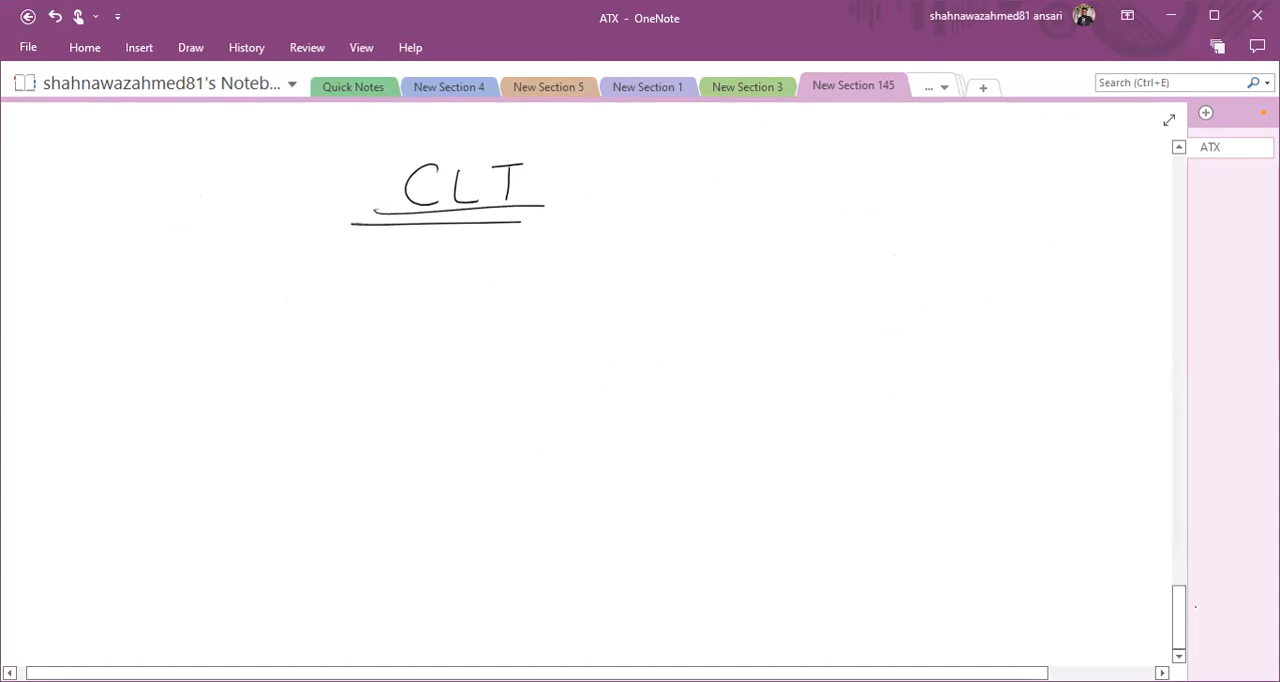 ATX - OneNote
shahnawazahmed81 ansari
File Home Insert Draw History Review View Help
shahnawazahmed81's Noteb... Quick Notes New Section 4 New Section 5 New Section 1 New Section 3 New Section 145 ... + Search (Ctrl+E)
ATX
CLT